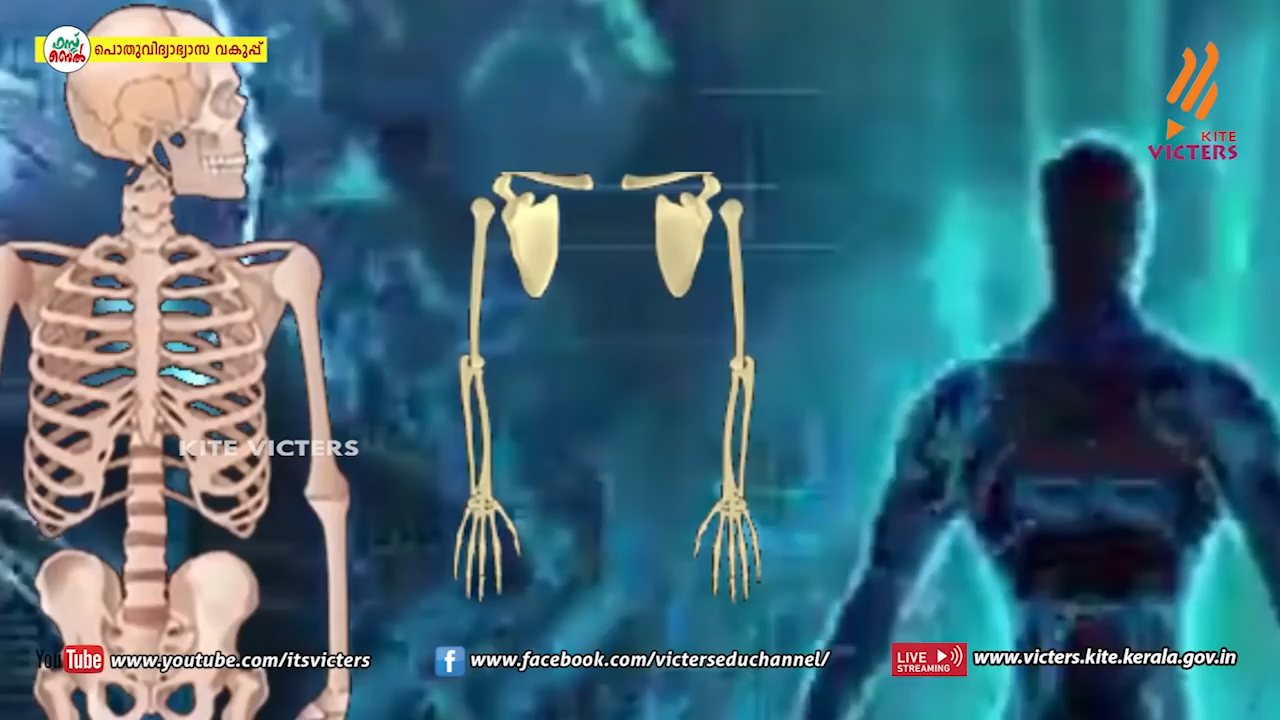 ഫസ്റ്റ്
ബെൽ
പൊതുവിദ്യാഭ്യാസ വകുപ്പ്
KITE
VICTERS
KITE VICTERS
YouTube www.youtube.com/itsvicters
f www.facebook.com/victerseduchannel/
LIVE
STREAMING
www.victers.kite.kerala.gov.in